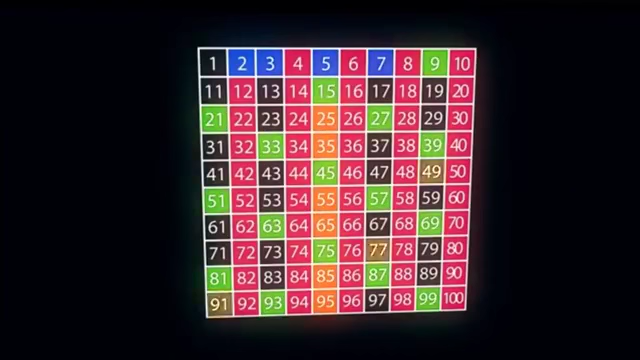 1 2 3 4 5 6 7 8 9 10
11 12 13 14 15 16 17 18 19 20
21 22 23 24 25 26 27 28 29 30
31 32 33 34 35 36 37 38 39 40
41 42 43 44 45 46 47 48 49 50
51 52 53 54 55 56 57 58 59 60
61 62 63 64 65 66 67 68 69 70
71 72 73 74 75 76 77 78 79 80
81 82 83 84 85 86 87 88 89 90
91 92 93 94 95 96 97 98 99 100